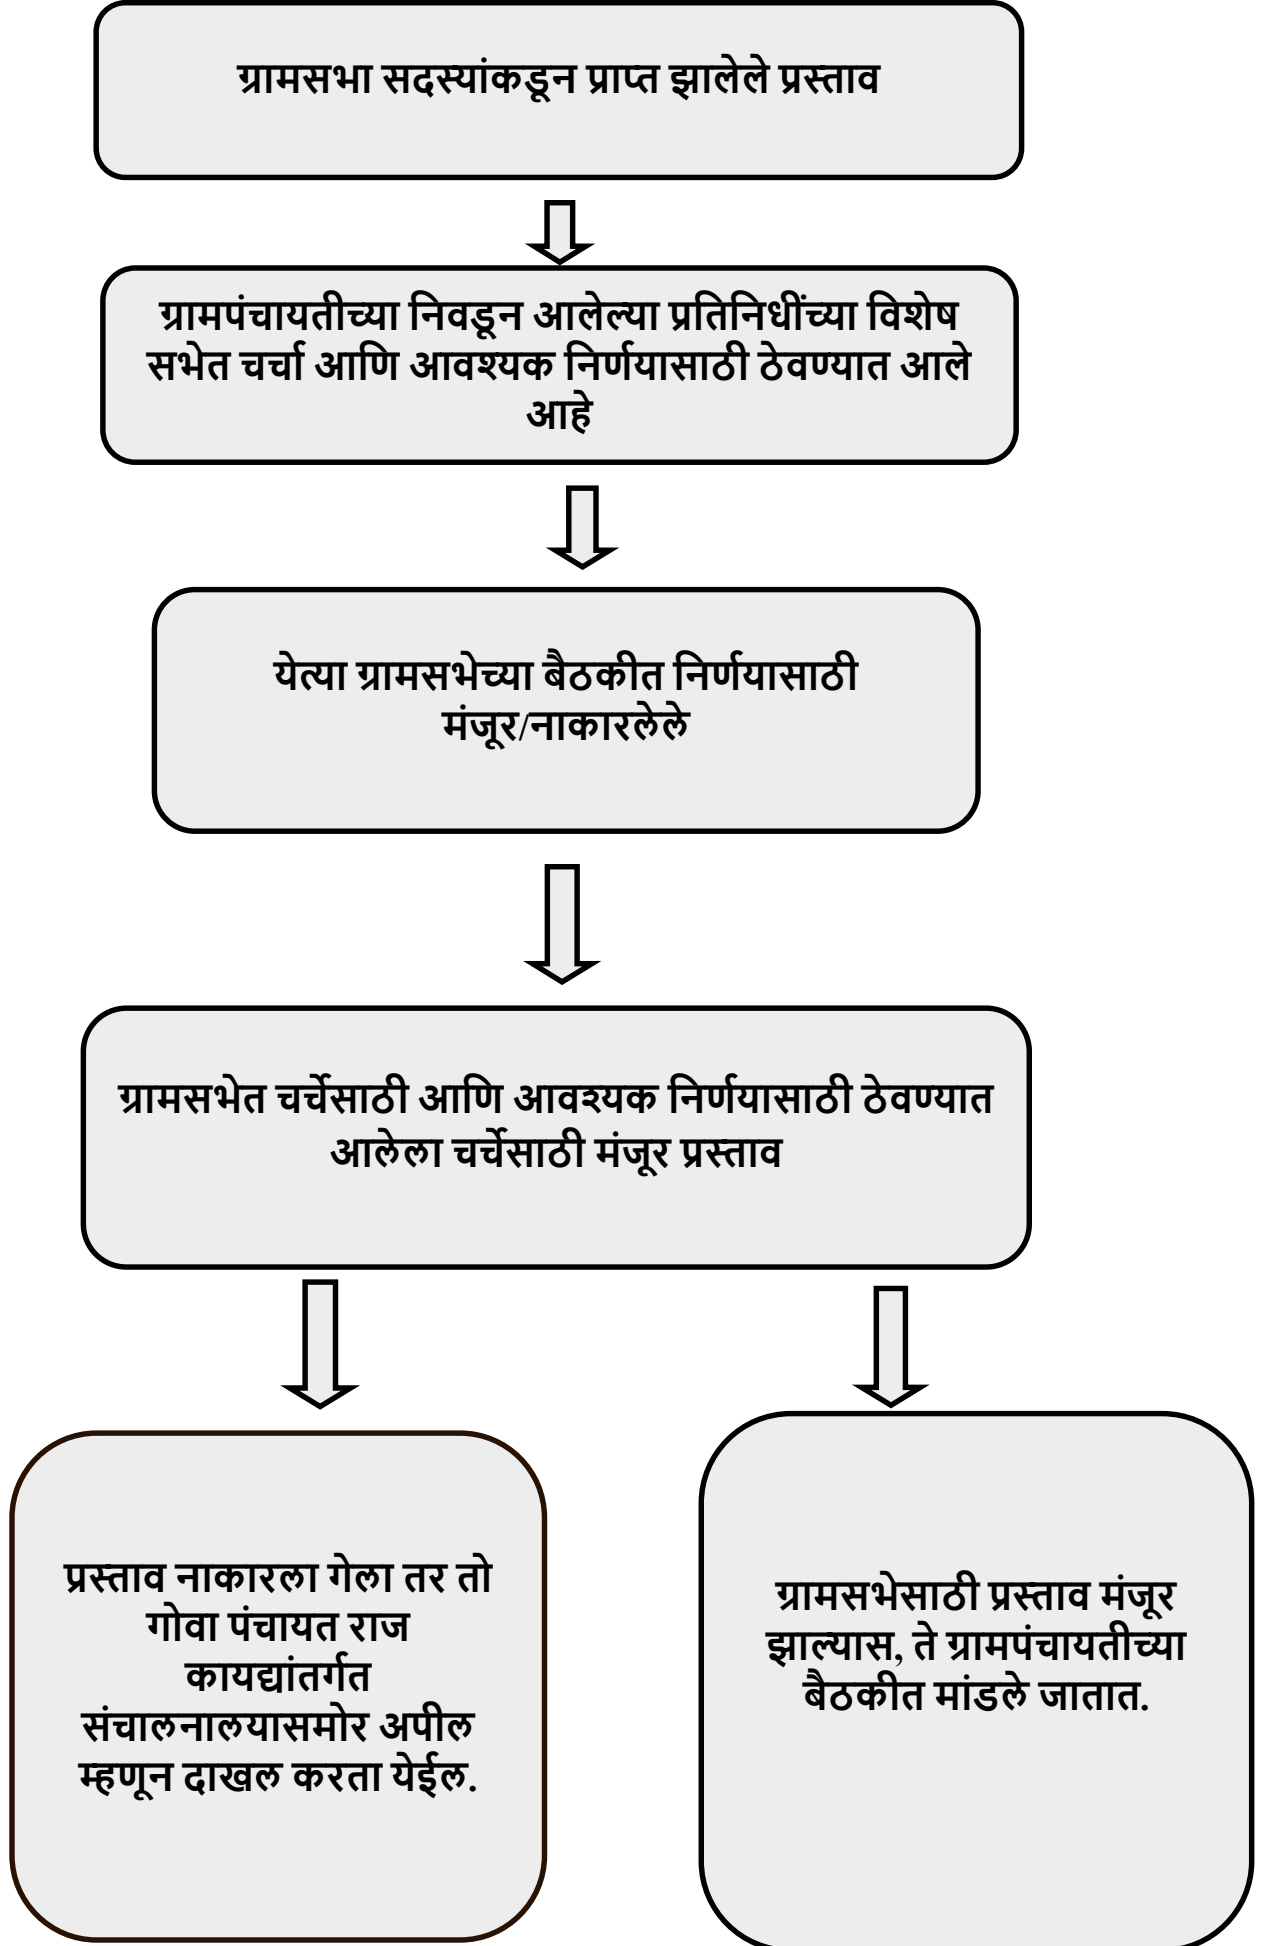 ग्रामसभा सदस्यांकडून प्राप्त झालेले प्रस्ताव
ग्रामपंचायतीच्या निवडून आलेल्या प्रतिनिधींच्या विशेष
सभेत चर्चा आणि आवश्यक निर्णयासाठी ठेवण्यात आले
आहे
येत्या ग्रामसभेच्या बैठकीत निर्णयासाठी
मंजूर/नाकारलेले
ग्रामसभेत चर्चेसाठी आणि आवश्यक निर्णयासाठी ठेवण्यात
आलेला चर्चेसाठी मंजूर प्रस्ताव
प्रस्ताव नाकारला गेला तर तो
गोवा पंचायत राज
कायद्यांतर्गत
संचालनालयासमोर अपील
म्हणून दाखल करता येईल.
ग्रामसभेसाठी प्रस्ताव मंजूर
झाल्यास, ते ग्रामपंचायतीच्या
बैठकीत मांडले जातात.